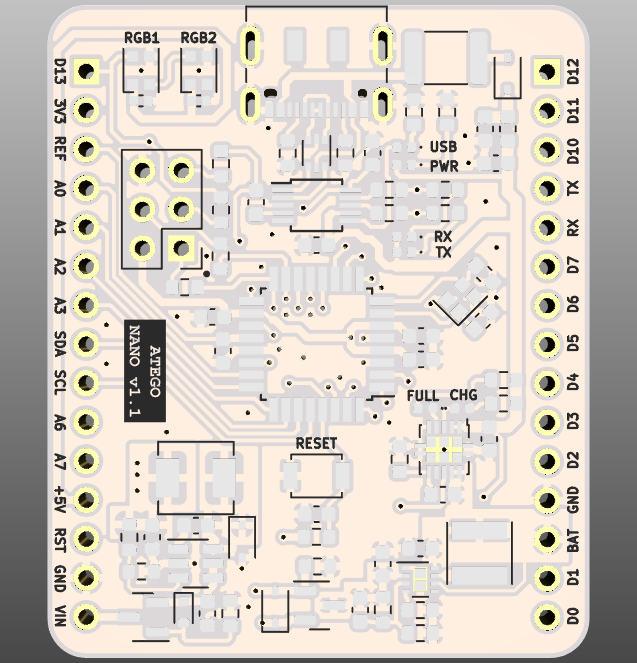 RGB1 RGB2
D13
3V3
REF
A0
A1
A2
A3
SDA
SCL
A6
A7
+5V
RST
GND
VIN
USB
PWR
RX
TX
ATEGO
NANO v1.1
FULL CHG
RESET
D12
D11
D10
TX
RX
D7
D6
D5
D4
D3
D2
GND
BAT
D1
D0